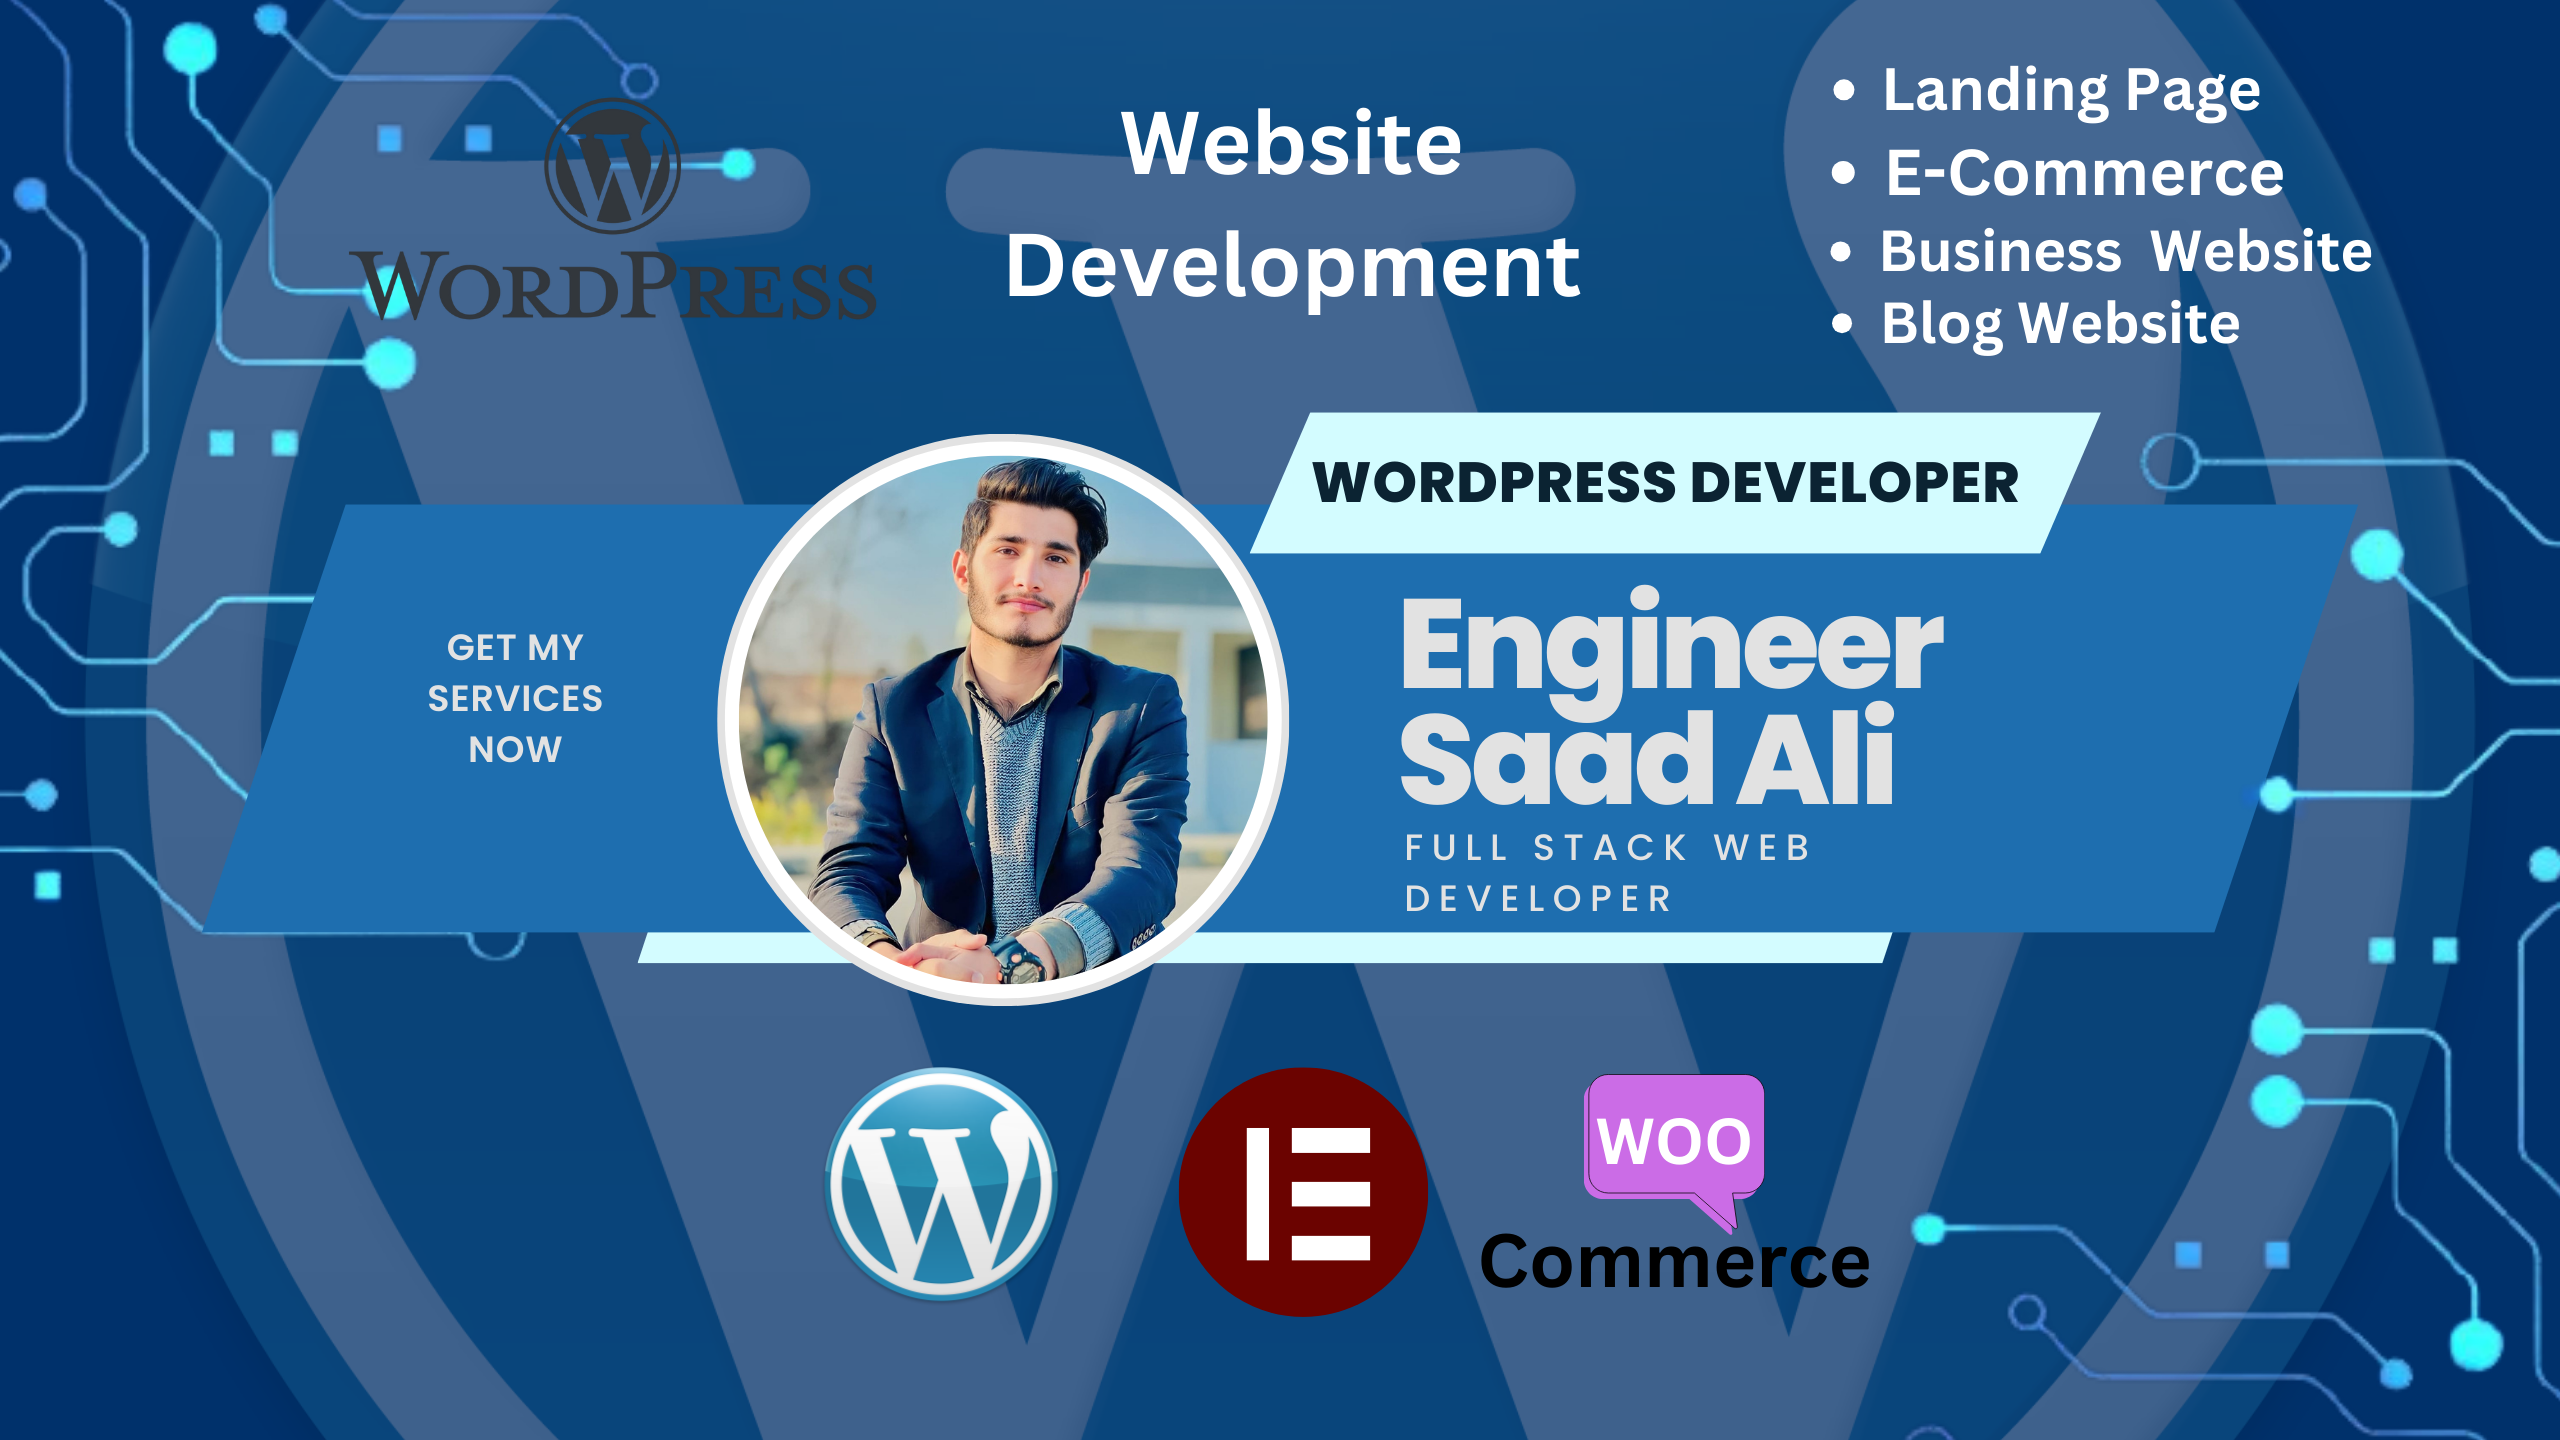 WORDPRESS
Website
Development
Landing Page
E-Commerce
Business Website
Blog Website
WORDPRESS DEVELOPER
GET MY
SERVICES
NOW
Engineer
Saad Ali
FULL STACK WEB
DEVELOPER
WOO
Commerce